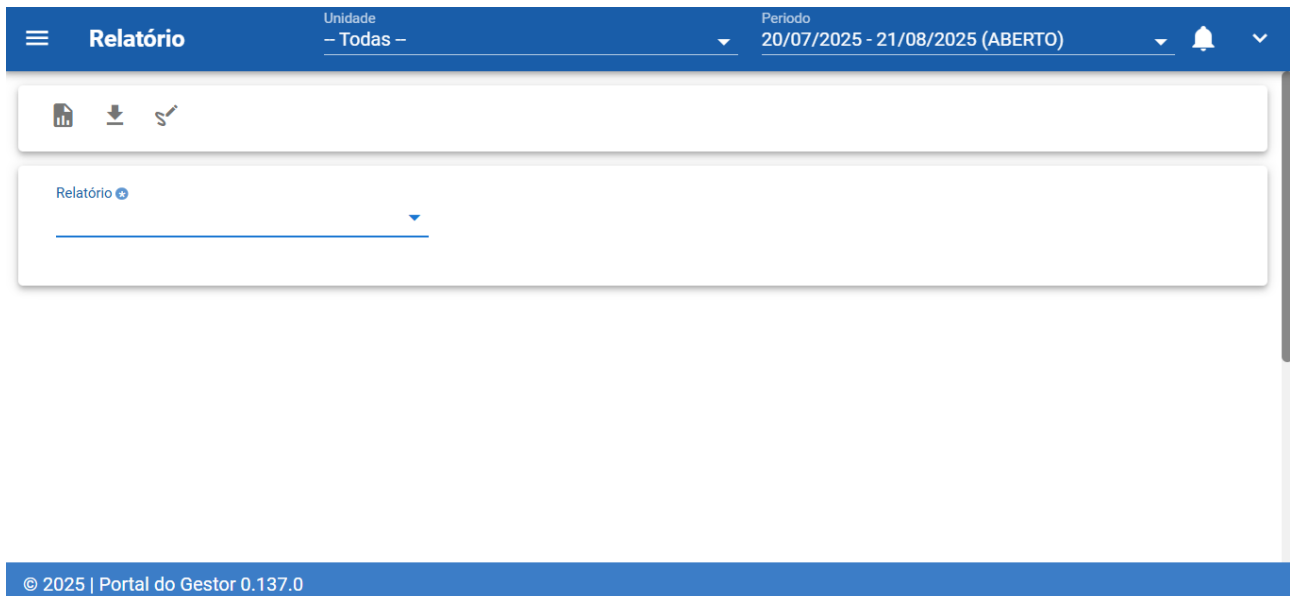 Relatório
Unidade
– Todas –
Periodo
20/07/2025 - 21/08/2025 (ABERTO)
Relatório
© 2025 | Portal do Gestor 0.137.0